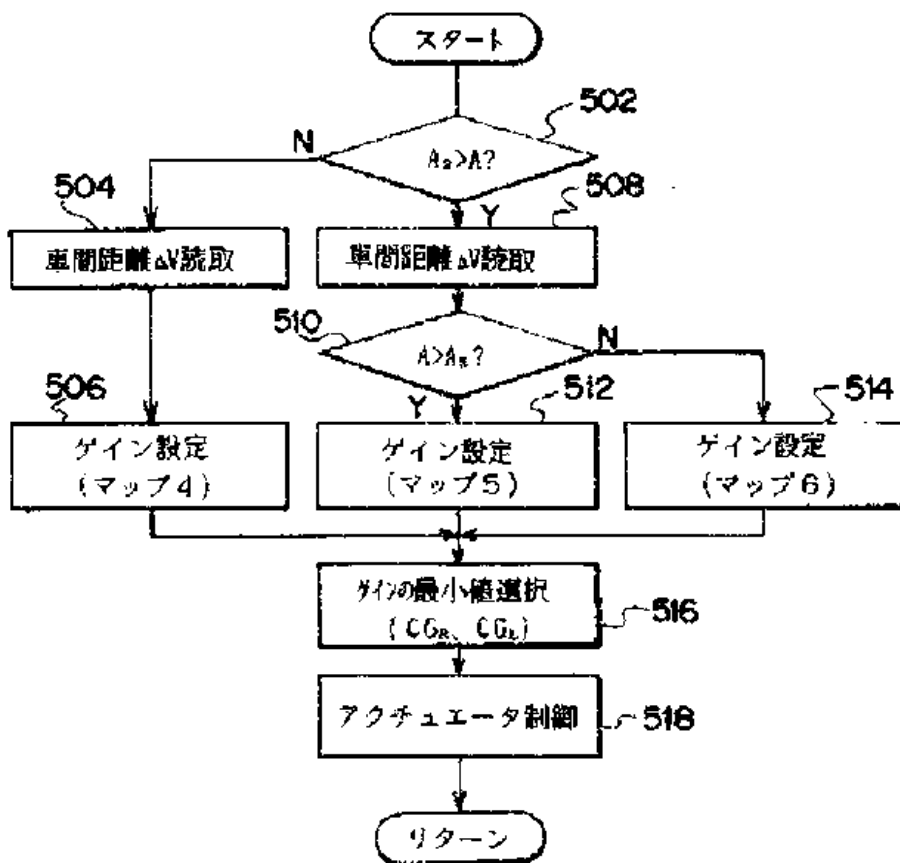 スタート
502
N
A₂>A?
504
508
Y
車間距離ΔV読取
車間距離ΔV読取
510
A>A₅?
N
506
512
514
Y
ゲイン設定
(マップ4)
ゲイン設定
(マップ5)
ゲイン設定
(マップ6)
ゲインの最小値選択
(CGR、CGL)
516
アクチュエータ制御
518
リターン